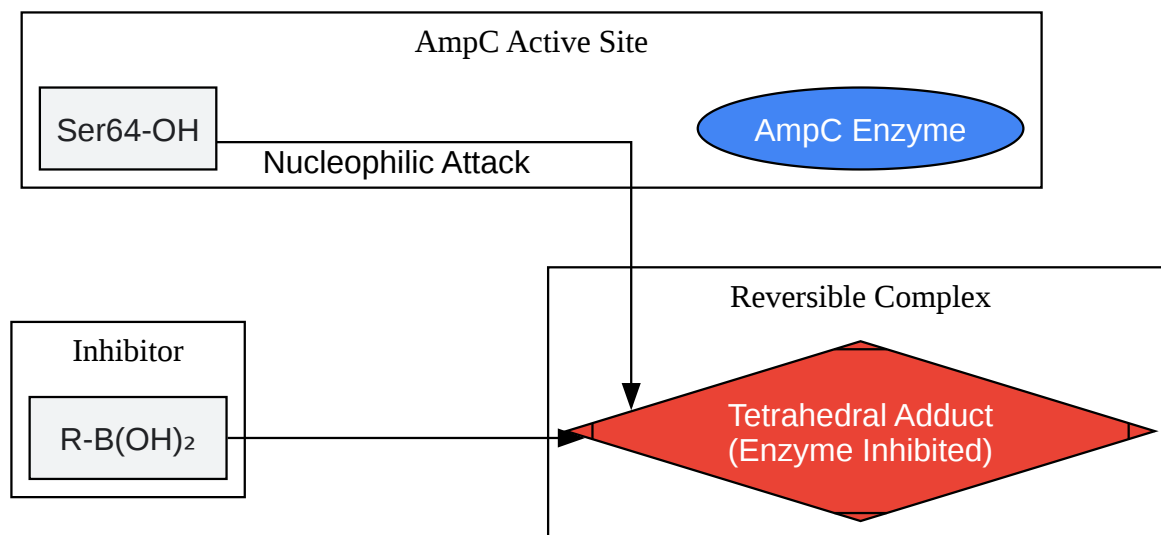 AmpC Active Site
Ser64-OH
AmpC Enzyme
Nucleophilic Attack
Reversible Complex
Inhibitor
R-B(OH)₂
Tetrahedral Adduct
(Enzyme Inhibited)